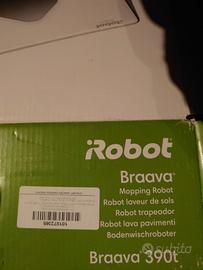 iRobot
Braava
Mopping Robot
Robot laveur de sols
Robot trapeador
Robot lava pavimenti
Bodenwischroboter
Braava 390t
subito